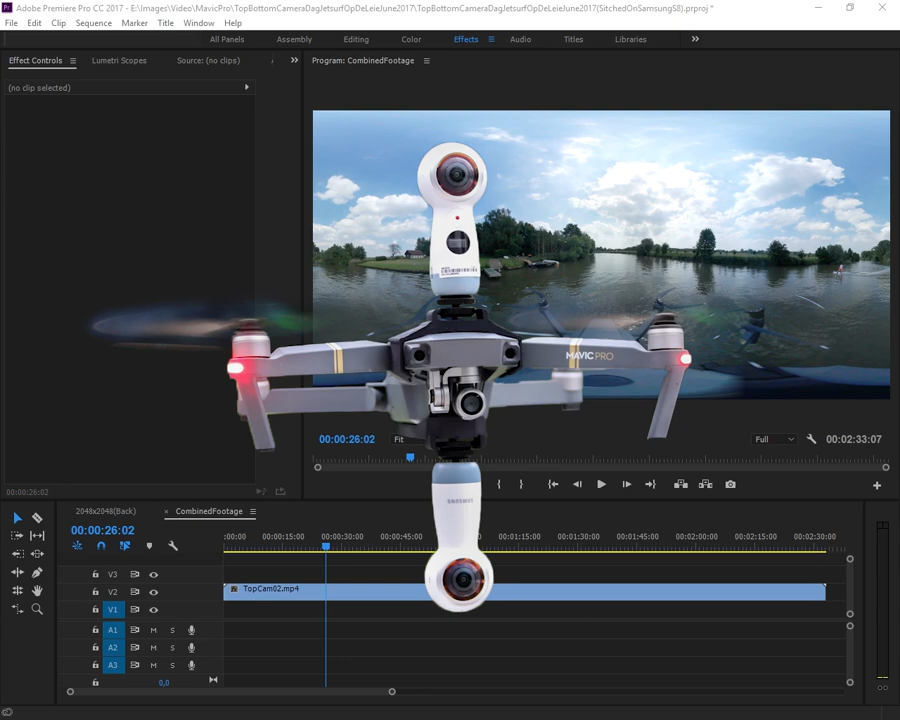 Adobe Premiere Pro CC 2017 - E:\Images\Video\MavicPro\TopBottomCameraDagJetsurfOpDeLeieJune2017\TopBottomCameraDagJetsurfOpDeLeieJune2017(SitchedOnSamsungS8).prproj *
File Edit Clip Sequence Marker Title Window Help
All Panels Assembly Editing Color Effects Audio Titles Libraries
Effect Controls Lumetri Scopes Source: (no clips) Program: CombinedFootage
(no clip selected)
MAVIC PRO
00:00:26:02 Fit Full 00:02:33:07
00:00:26:02
SAMSUNG
2048x2048(Back) × CombinedFootage
00:00:26:02
:00:00 00:00:15:00 00:00:30:00 00:00:45:00 00:01:15:00 00:01:30:00 00:01:45:00 00:02:00:00 00:02:15:00 00:02:30:00
V3
V2 TopCam02.mp4
V1
A1 M S
A2 M S
A3 M S
0,0